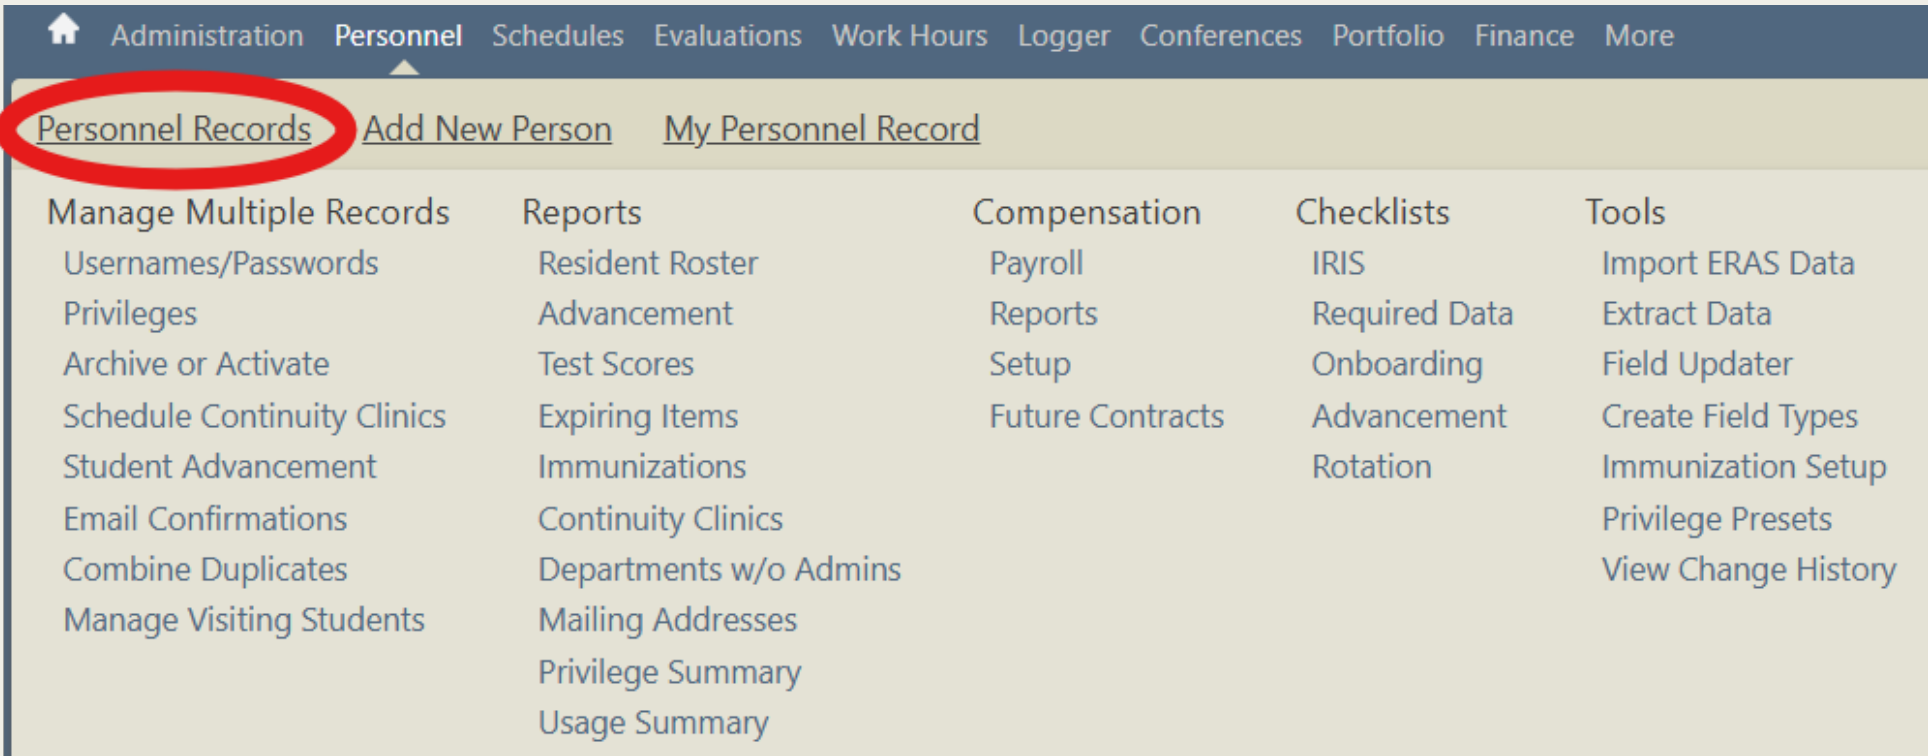 Administration Personnel Schedules Evaluations Work Hours Logger Conferences Portfolio Finance More
Personnel Records Add New Person My Personnel Record
Manage Multiple Records
Usernames/Passwords
Privileges
Archive or Activate
Schedule Continuity Clinics
Student Advancement
Email Confirmations
Combine Duplicates
Manage Visiting Students
Reports
Resident Roster
Advancement
Test Scores
Expiring Items
Immunizations
Continuity Clinics
Departments w/o Admins
Mailing Addresses
Privilege Summary
Usage Summary
Compensation
Payroll
Reports
Setup
Future Contracts
Checklists
IRIS
Required Data
Onboarding
Advancement
Rotation
Tools
Import ERAS Data
Extract Data
Field Updater
Create Field Types
Immunization Setup
Privilege Presets
View Change History